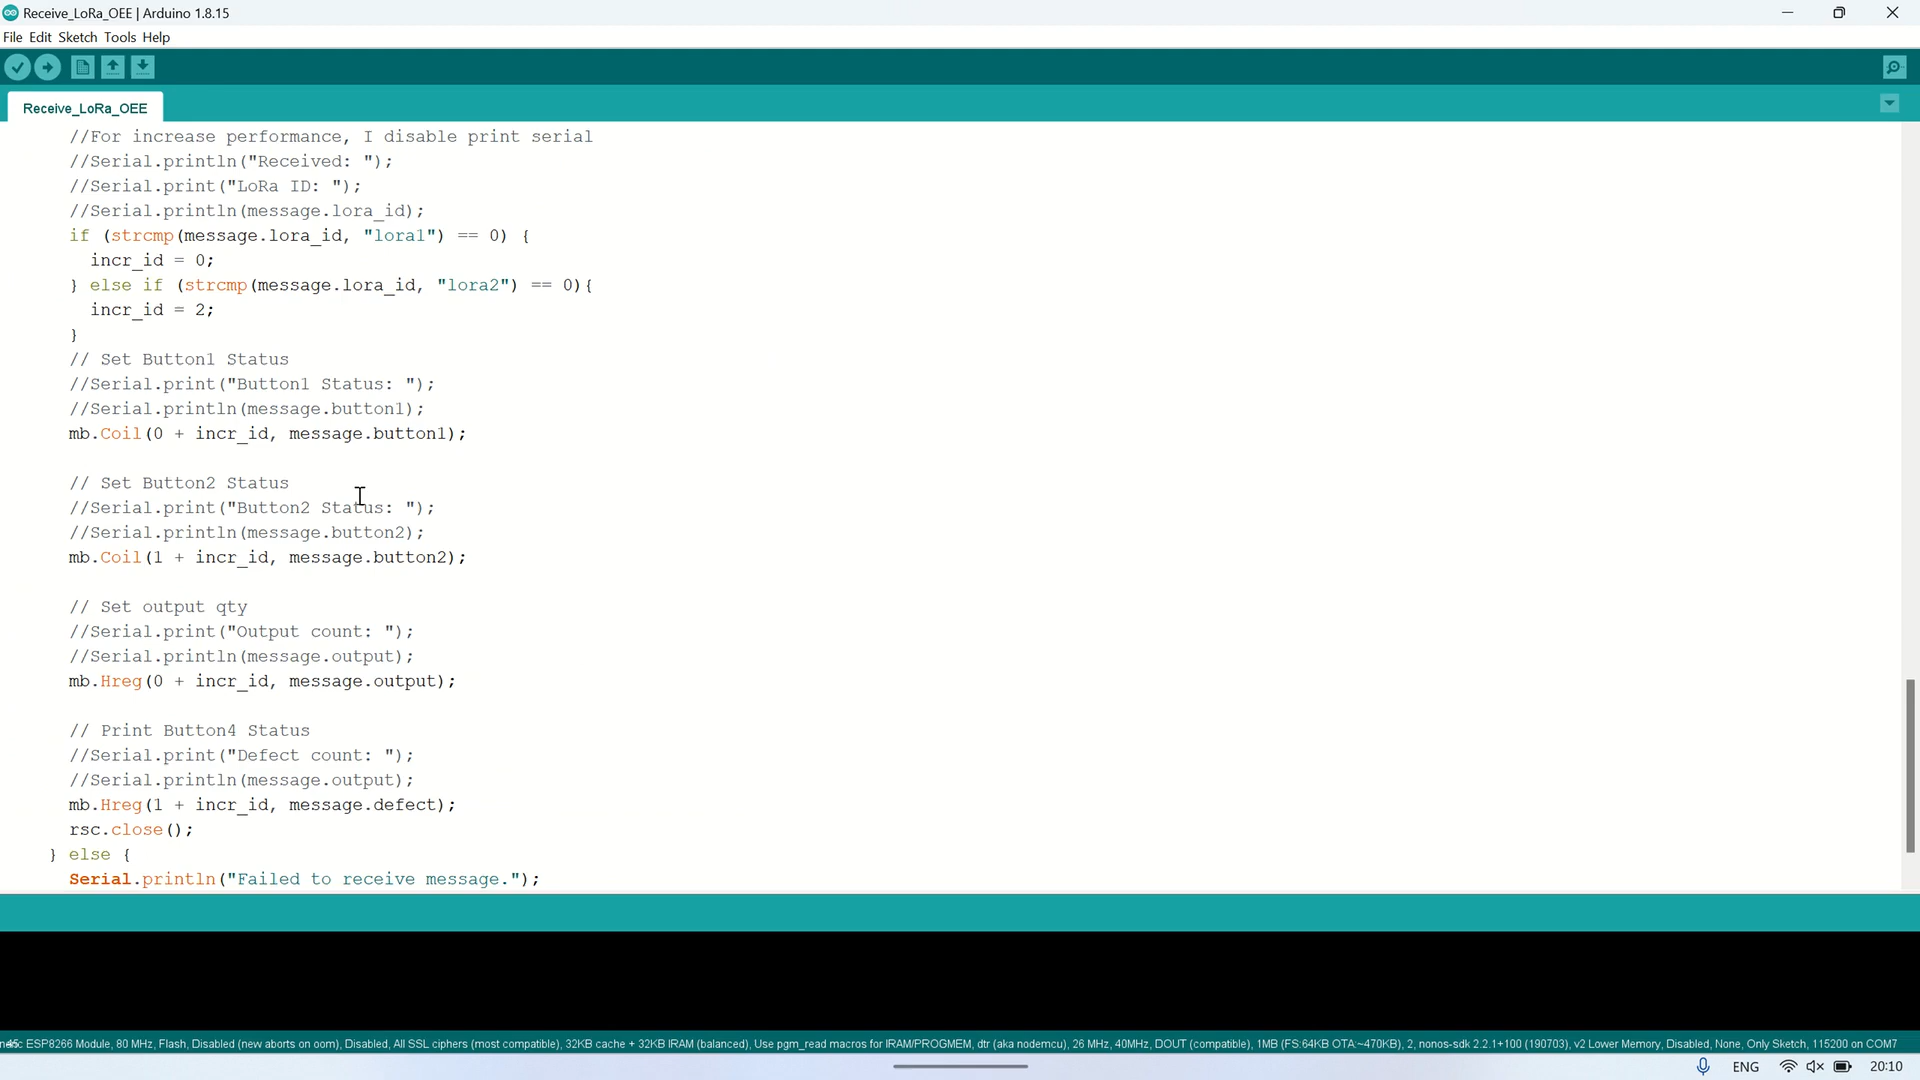 Receive_LoRa_OEE | Arduino 1.8.15
File Edit Sketch Tools Help
Receive_LoRa_OEE
//For increase performance, I disable print serial
//Serial.println("Received: ");
//Serial.print("LoRa ID: ");
//Serial.println(message.lora_id);
if (strcmp(message.lora_id, "lora1") == 0) {
incr_id = 0;
} else if (strcmp(message.lora_id, "lora2") == 0){
incr_id = 2;
}
// Set Button1 Status
//Serial.print("Button1 Status: ");
//Serial.println(message.button1);
mb.Coil(0 + incr_id, message.button1);
// Set Button2 Status
//Serial.print("Button2 Status: ");
//Serial.println(message.button2);
mb.Coil(1 + incr_id, message.button2);
// Set output qty
//Serial.print("Output count: ");
//Serial.println(message.output);
mb.Hreg(0 + incr_id, message.output);
// Print Button4 Status
//Serial.print("Defect count: ");
//Serial.println(message.output);
mb.Hreg(1 + incr_id, message.defect);
rsc.close();
} else {
Serial.println("Failed to receive message.");
ESP8266 Module, 80 MHz, Flash, Disabled (new aborts on oom), Disabled, All SSL ciphers (most compatible), 32KB cache + 32KB IRAM (balanced), Use pgm_read macros for IRAM/PROGMEM, dtr (aka nodemcu), 26 MHz, 40MHz, DOUT (compatible), 1MB (FS:64KB OTA:~470KB), 2, nonos-sdk 2.2.1+100 (190703), v2 Lower Memory, Disabled, None, Only Sketch, 115200 on COM7
ENG 20:10